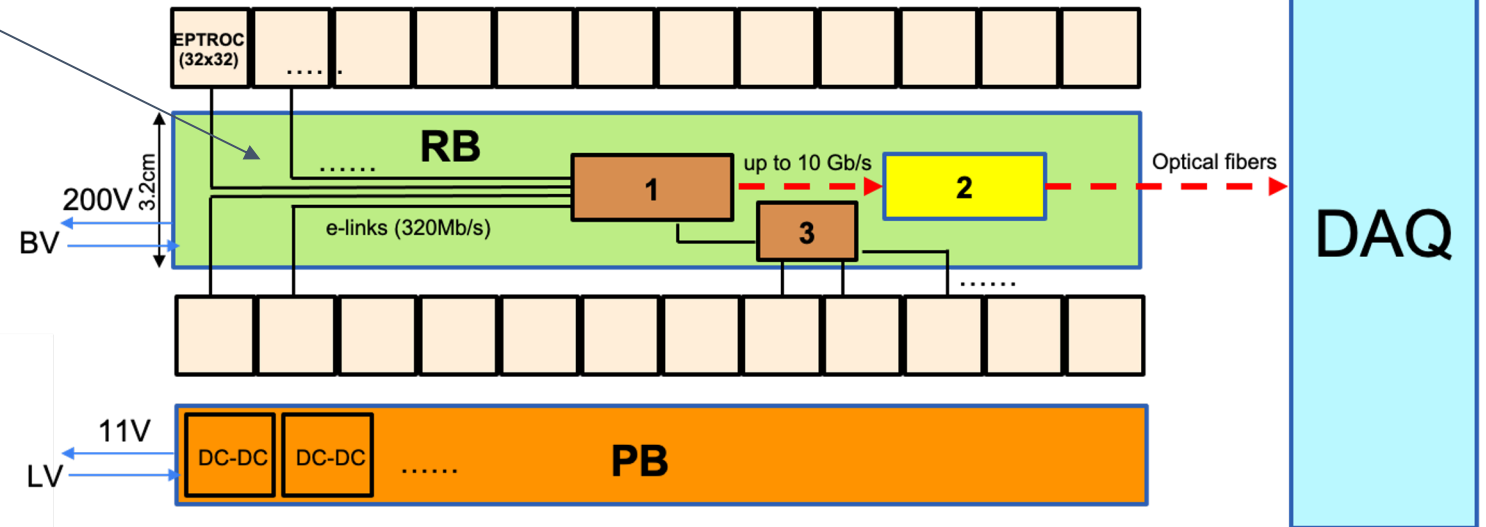 EPTROC
(32x32)
......
RB
......
3.2cm
200V
BV
e-links (320Mb/s)
1
up to 10 Gb/s
2
3
Optical fibers
......
DAQ
11V
LV
DC-DC
DC-DC
......
PB